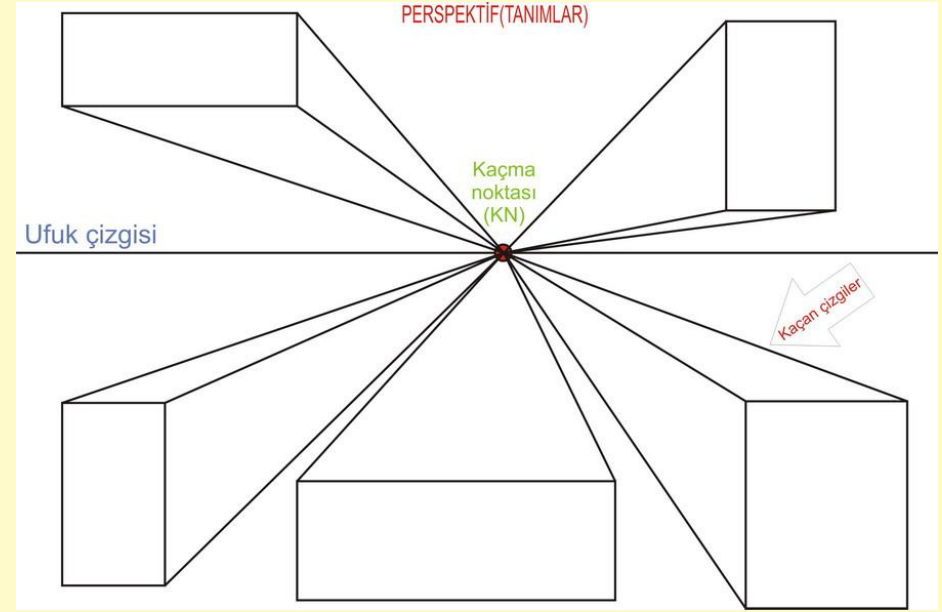 PERSPEKTİF(TANIMLAR)
Kaçma
noktası
(KN)
Ufuk çizgisi
Kaçan çizgiler